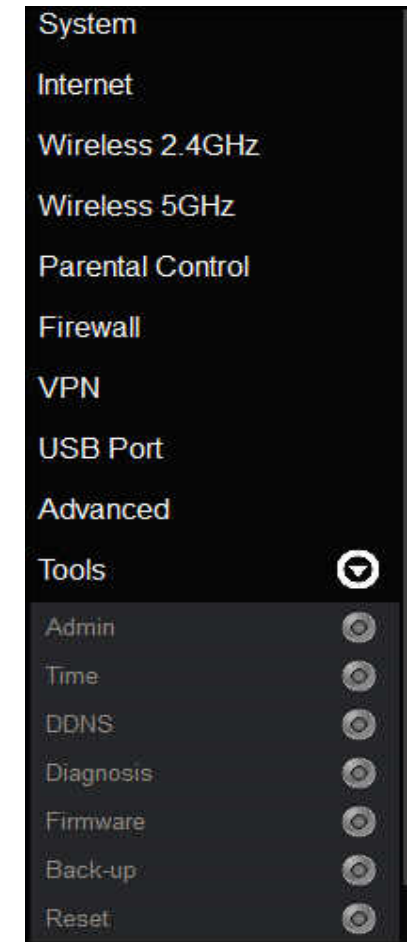 System
Internet
Wireless 2.4GHz
Wireless 5GHz
Parental Control
Firewall
VPN
USB Port
Advanced
Tools
Admin
Time
DDNS
Diagnosis
Firmware
Back-up
Reset